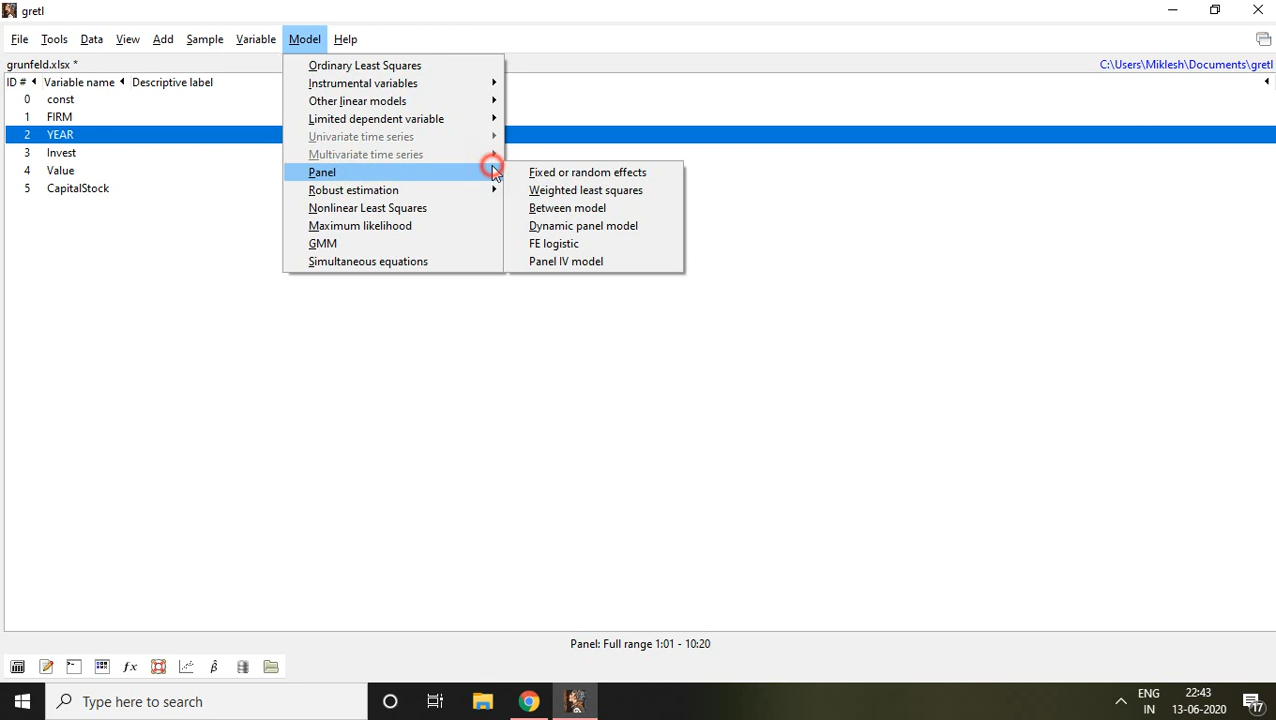 gretl
File Tools Data View Add Sample Variable Model Help
grunfeld.xlsx * C:\Users\Miklesh\Documents\gretl
ID # Variable name Descriptive label
0 const
1 FIRM
2 YEAR
3 Invest
4 Value
5 CapitalStock
Ordinary Least Squares
Instrumental variables
Other linear models
Limited dependent variable
Univariate time series
Multivariate time series
Panel
Robust estimation
Nonlinear Least Squares
Maximum likelihood
GMM
Simultaneous equations
Fixed or random effects
Weighted least squares
Between model
Dynamic panel model
FE logistic
Panel IV model
Panel: Full range 1:01 - 10:20
fx β
Type here to search
ENG 22:43
IN 13-06-2020
17